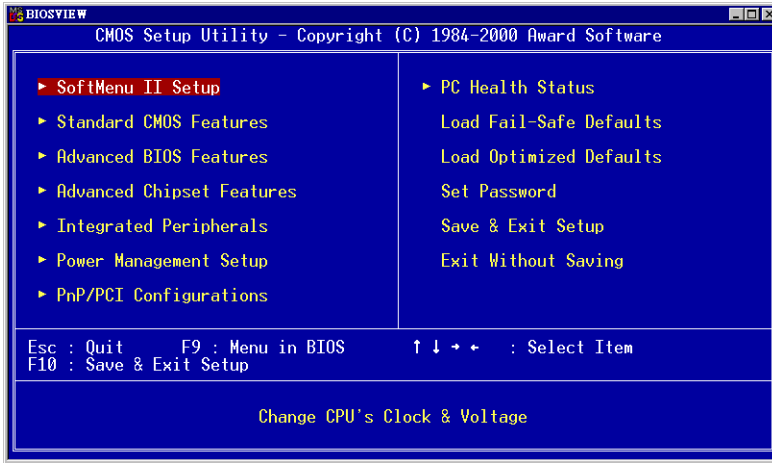 BIOSVIEW
CMOS Setup Utility - Copyright (C) 1984-2000 Award Software
► SoftMenu II Setup
► Standard CMOS Features
► Advanced BIOS Features
► Advanced Chipset Features
► Integrated Peripherals
► Power Management Setup
► PnP/PCI Configurations
► PC Health Status
Load Fail-Safe Defaults
Load Optimized Defaults
Set Password
Save & Exit Setup
Exit Without Saving
Esc : Quit F9 : Menu in BIOS ↑ ↓ → ← : Select Item
F10 : Save & Exit Setup
Change CPU's Clock & Voltage